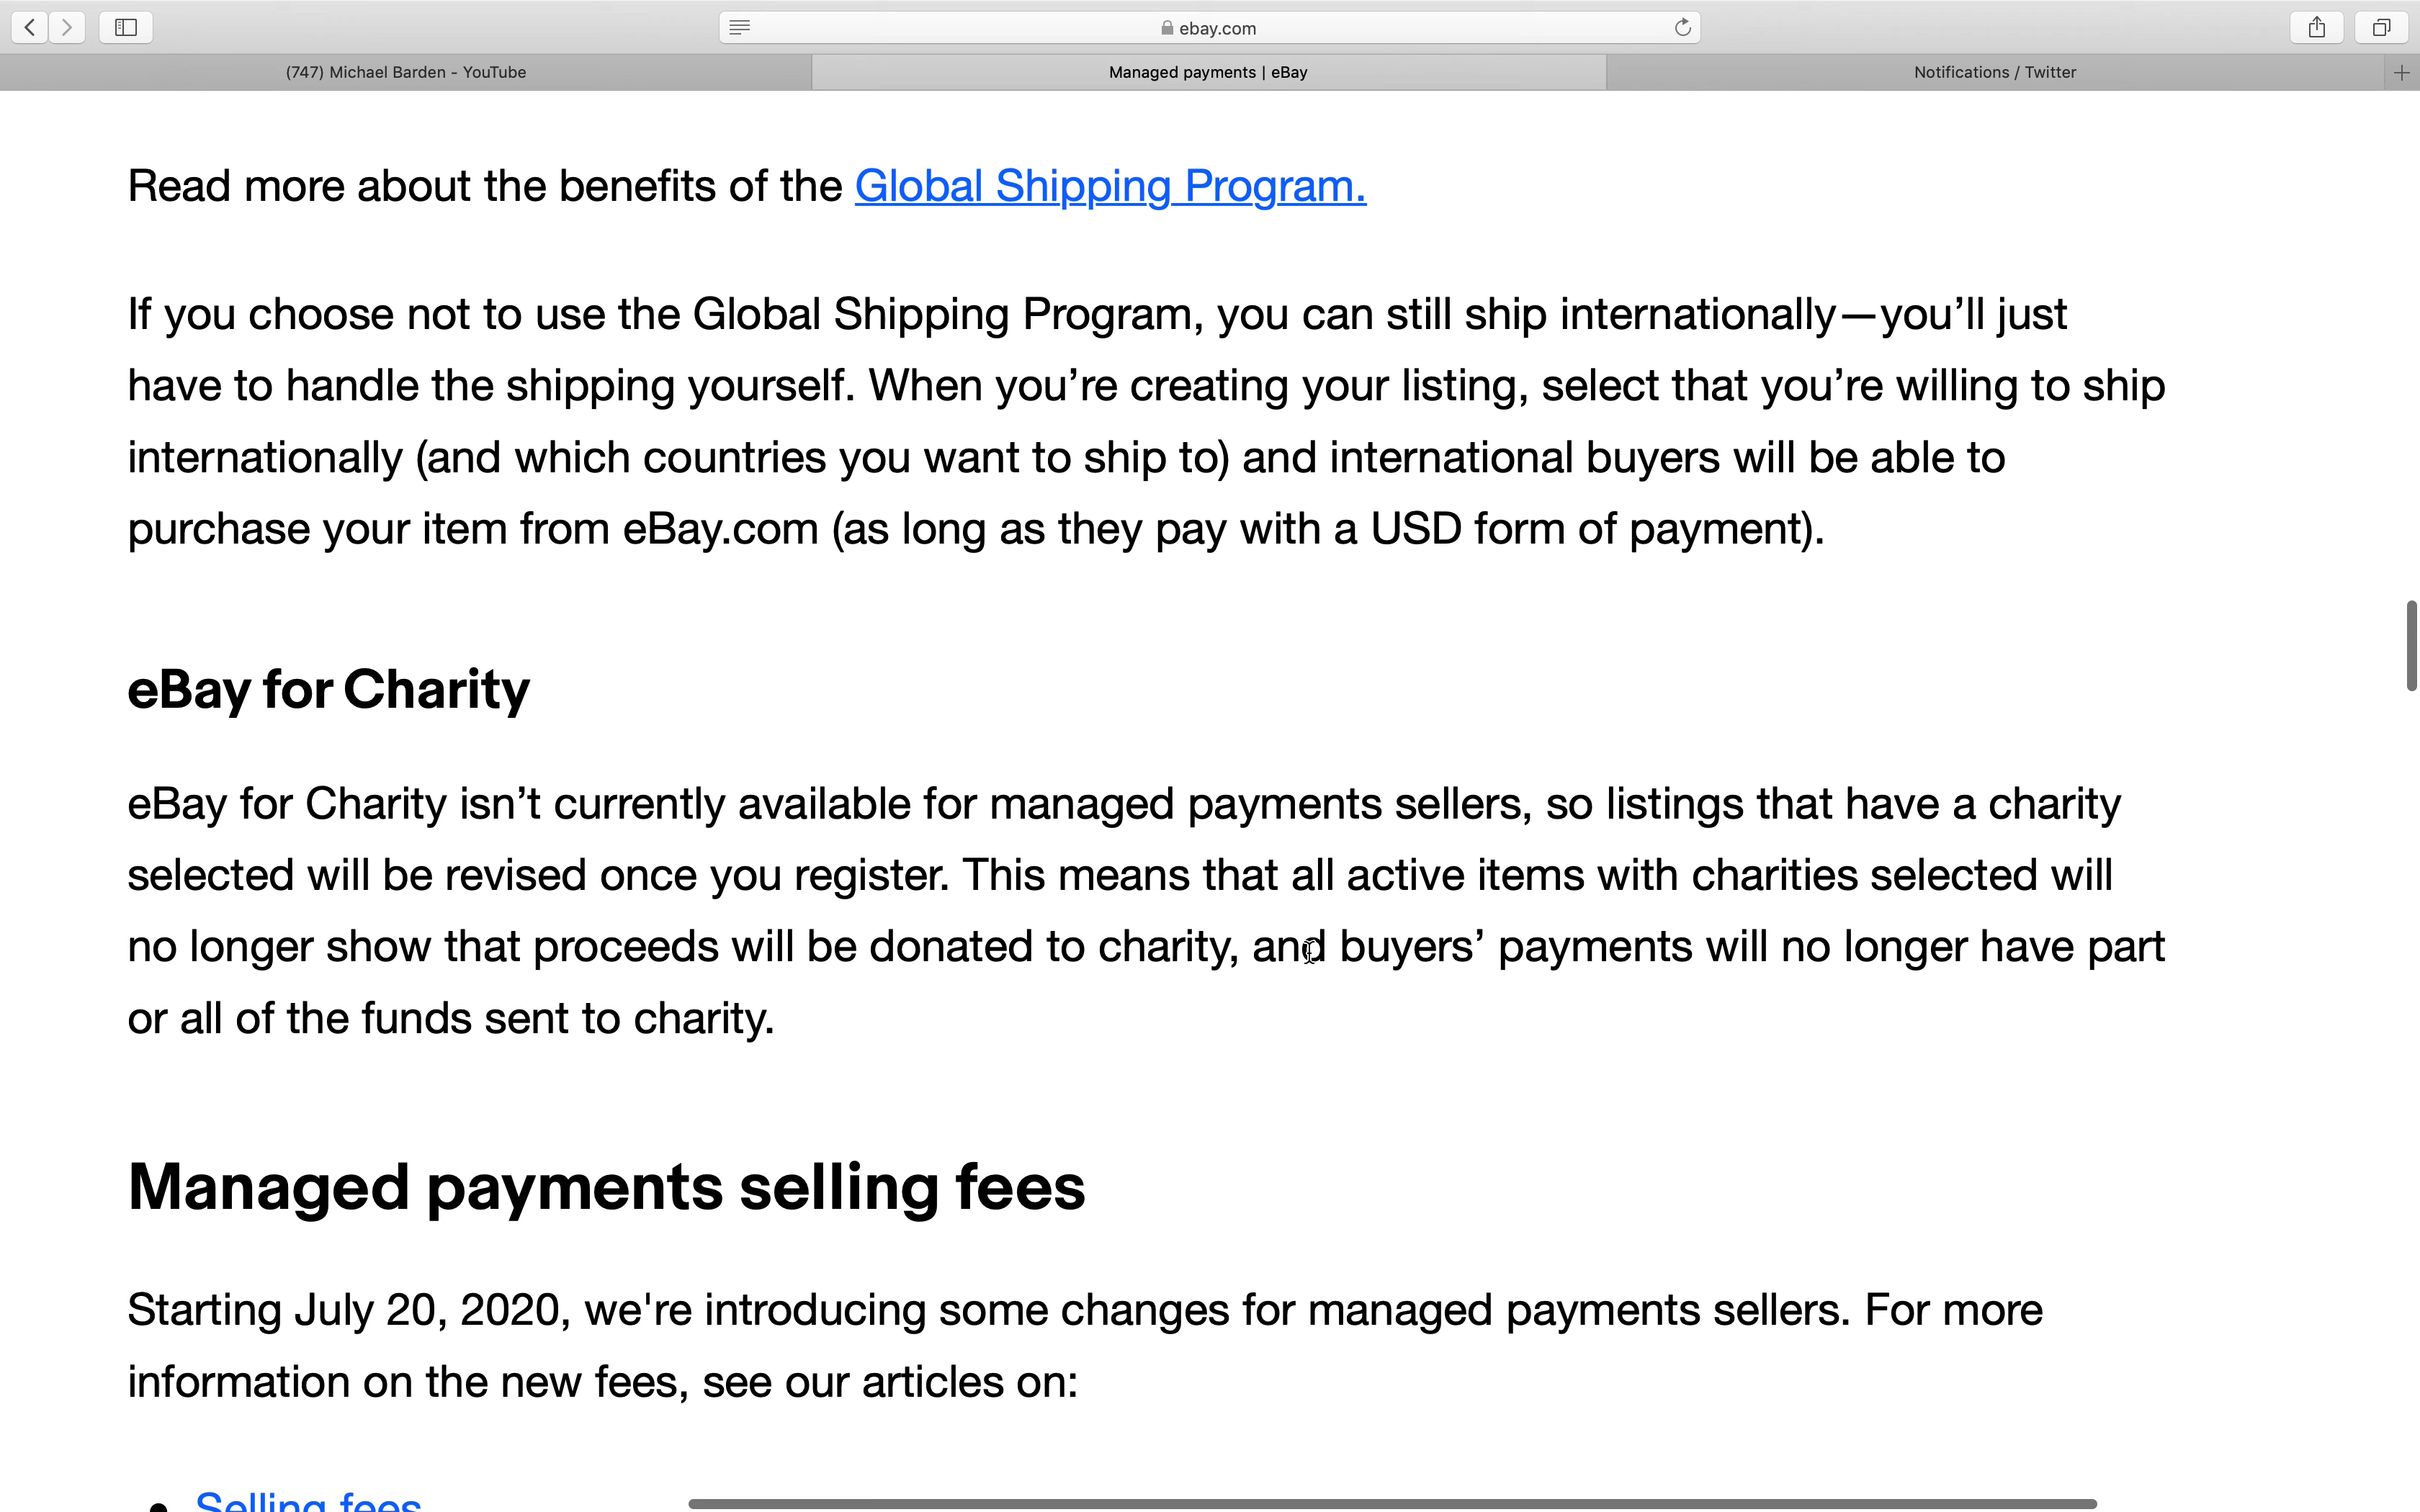 ebay.com
(747) Michael Barden - YouTube
Managed payments | eBay
Notifications / Twitter
Read more about the benefits of the Global Shipping Program.
If you choose not to use the Global Shipping Program, you can still ship internationally—you’ll just
have to handle the shipping yourself. When you’re creating your listing, select that you’re willing to ship
internationally (and which countries you want to ship to) and international buyers will be able to
purchase your item from eBay.com (as long as they pay with a USD form of payment).
eBay for Charity
eBay for Charity isn’t currently available for managed payments sellers, so listings that have a charity
selected will be revised once you register. This means that all active items with charities selected will
no longer show that proceeds will be donated to charity, and buyers’ payments will no longer have part
or all of the funds sent to charity.
Managed payments selling fees
Starting July 20, 2020, we're introducing some changes for managed payments sellers. For more
information on the new fees, see our articles on:
Selling fees